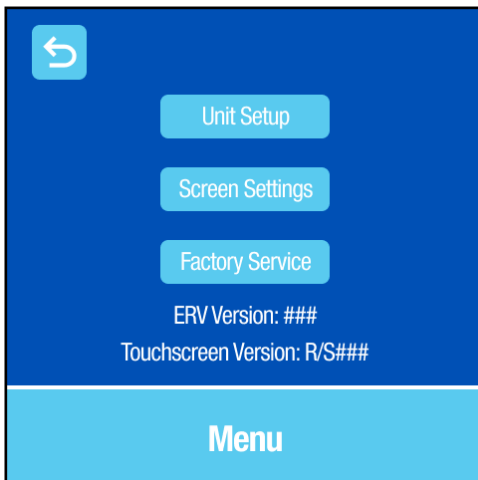 Unit Setup
Screen Settings
Factory Service
ERV Version: ###
Touchscreen Version: R/S###
Menu